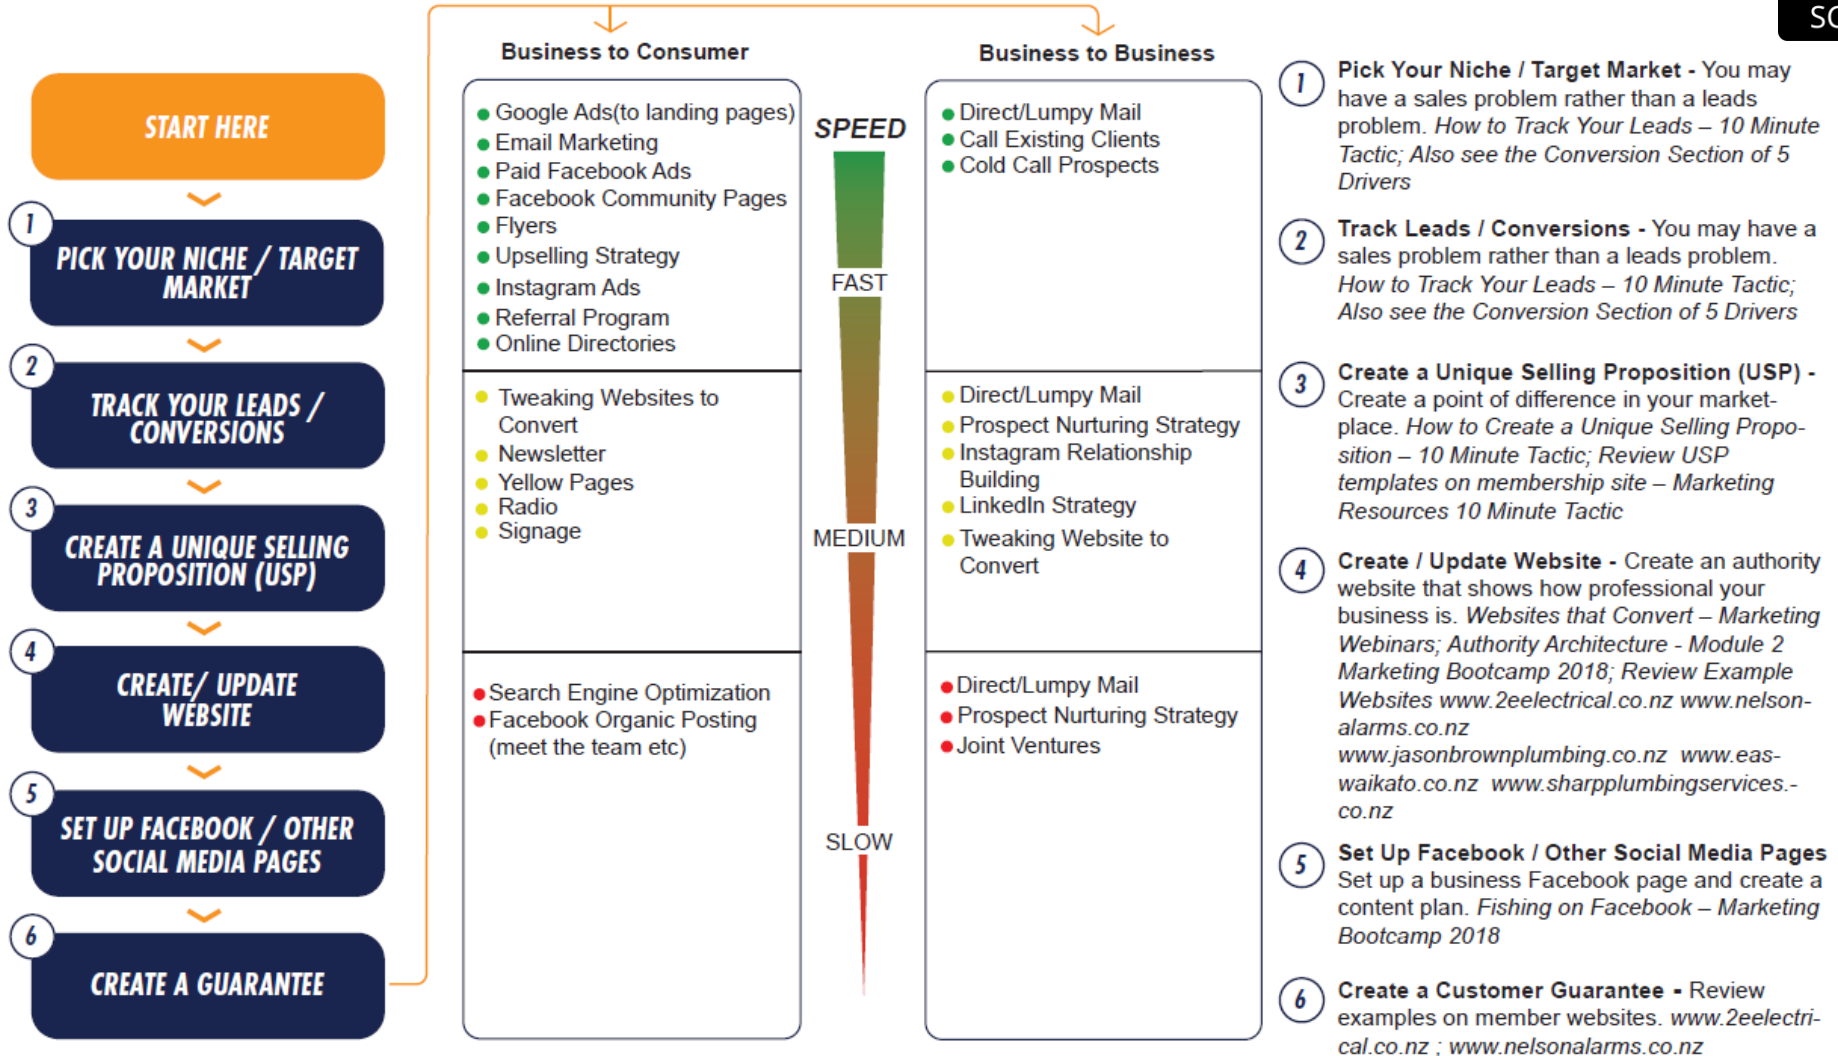 SC
START HERE
1
PICK YOUR NICHE / TARGET
MARKET
2
TRACK YOUR LEADS /
CONVERSIONS
3
CREATE A UNIQUE SELLING
PROPOSITION (USP)
4
CREATE/ UPDATE
WEBSITE
5
SET UP FACEBOOK / OTHER
SOCIAL MEDIA PAGES
6
CREATE A GUARANTEE
Business to Consumer
Google Ads(to landing pages)
Email Marketing
Paid Facebook Ads
Facebook Community Pages
Flyers
Upselling Strategy
Instagram Ads
Referral Program
Online Directories
Tweaking Websites to
Convert
Newsletter
Yellow Pages
Radio
Signage
Search Engine Optimization
Facebook Organic Posting
(meet the team etc)
SPEED
FAST
MEDIUM
SLOW
Business to Business
Direct/Lumpy Mail
Call Existing Clients
Cold Call Prospects
Direct/Lumpy Mail
Prospect Nurturing Strategy
Instagram Relationship
Building
LinkedIn Strategy
Tweaking Website to
Convert
Direct/Lumpy Mail
Prospect Nurturing Strategy
Joint Ventures
1
Pick Your Niche / Target Market - You may
have a sales problem rather than a leads
problem. How to Track Your Leads – 10 Minute
Tactic; Also see the Conversion Section of 5
Drivers
2
Track Leads / Conversions - You may have a
sales problem rather than a leads problem.
How to Track Your Leads – 10 Minute Tactic;
Also see the Conversion Section of 5 Drivers
3
Create a Unique Selling Proposition (USP) -
Create a point of difference in your market-
place. How to Create a Unique Selling Propo-
sition – 10 Minute Tactic; Review USP
templates on membership site – Marketing
Resources 10 Minute Tactic
4
Create / Update Website - Create an authority
website that shows how professional your
business is. Websites that Convert – Marketing
Webinars; Authority Architecture - Module 2
Marketing Bootcamp 2018; Review Example
Websites www.2eelectrical.co.nz www.nelson-
alarms.co.nz
www.jasonbrownplumbing.co.nz www.eas-
waikato.co.nz www.sharpplumbingservices.-
co.nz
5
Set Up Facebook / Other Social Media Pages
Set up a business Facebook page and create a
content plan. Fishing on Facebook – Marketing
Bootcamp 2018
6
Create a Customer Guarantee - Review
examples on member websites. www.2eelectri-
cal.co.nz ; www.nelsonalarms.co.nz